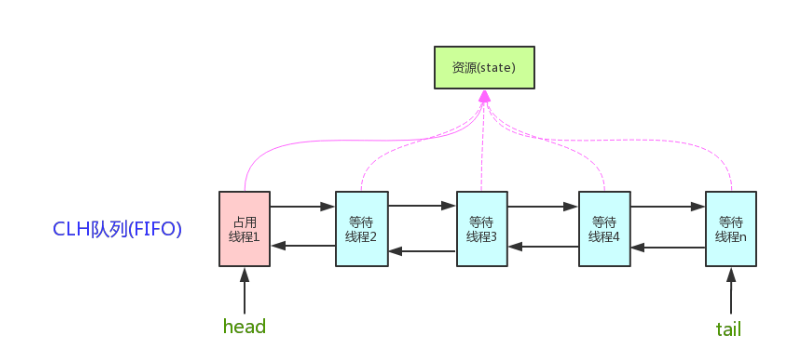 资源(state)
CLH队列(FIFO)
占用
线程1
等待
线程2
等待
线程3
等待
线程4
等待
线程n
head
tail